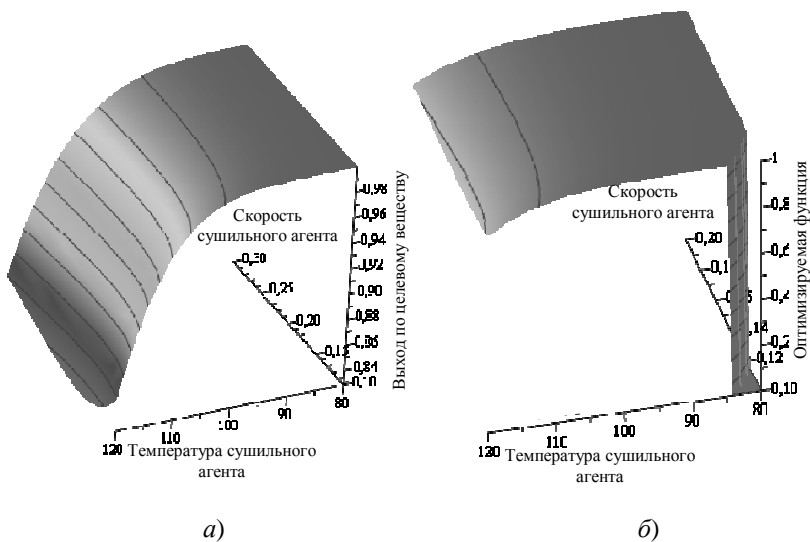 0,98
0,96
0,94
0,92
0,90
0,88
0,86
0,84
0,10
Выход по целевому веществу
Скорость
сушильного агента
0,30
0,25
0,20
120
110
100
90
80
Температура сушильного
агента
а)
1
0,8
0,6
0,4
0,2
0,10
Оптимизируемая функция
Скорость
сушильного агента
0,20
0,14
0,12
120
110
100
90
80
Температура сушильного
агента
б)